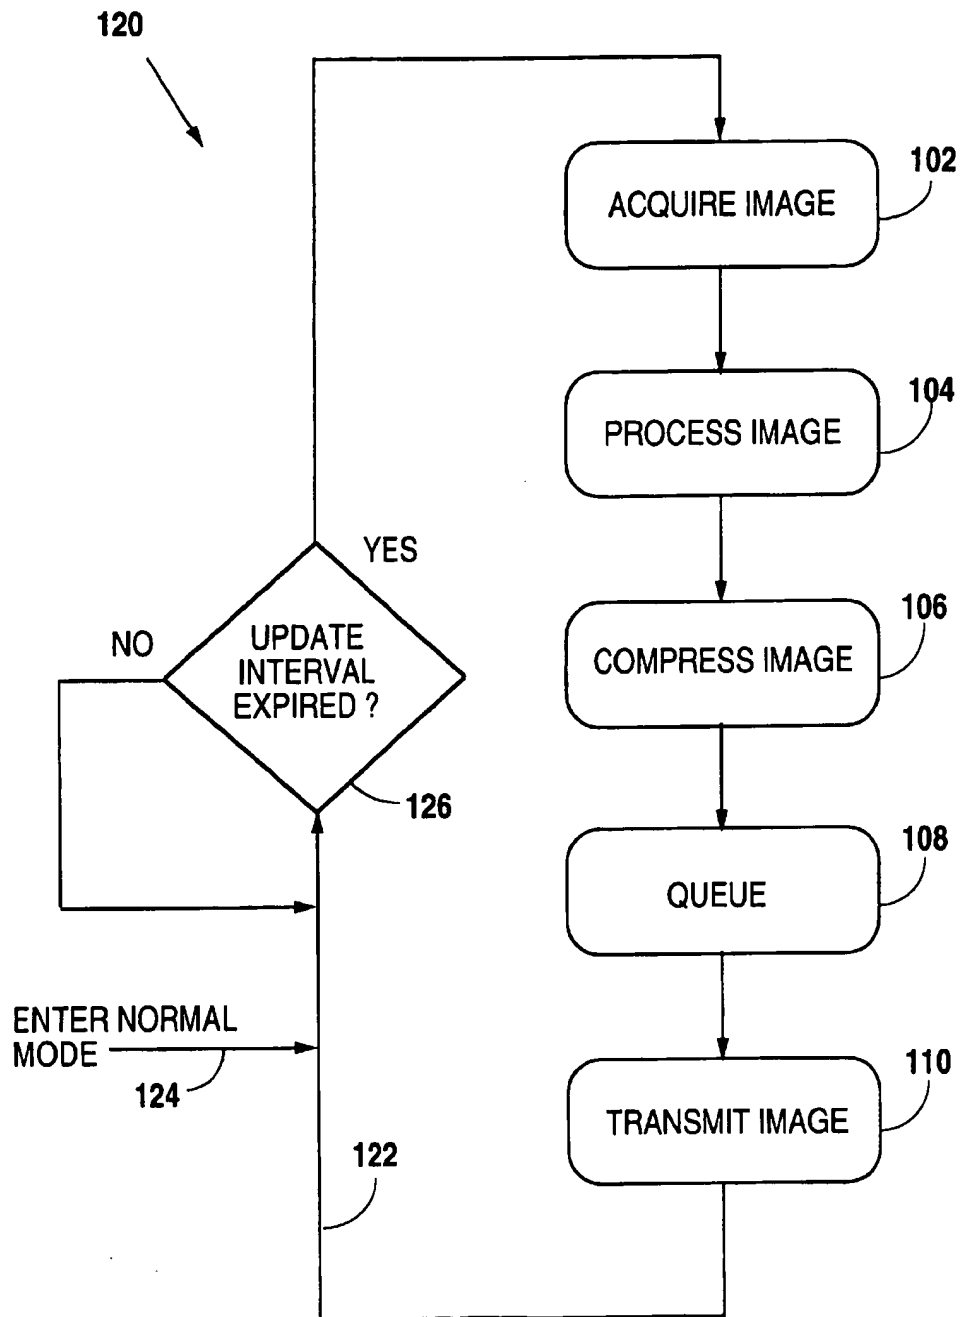 120
ACQUIRE IMAGE
102
PROCESS IMAGE
104
YES
NO
UPDATE
INTERVAL
EXPIRED ?
126
COMPRESS IMAGE
106
QUEUE
108
ENTER NORMAL
MODE
124
TRANSMIT IMAGE
110
122